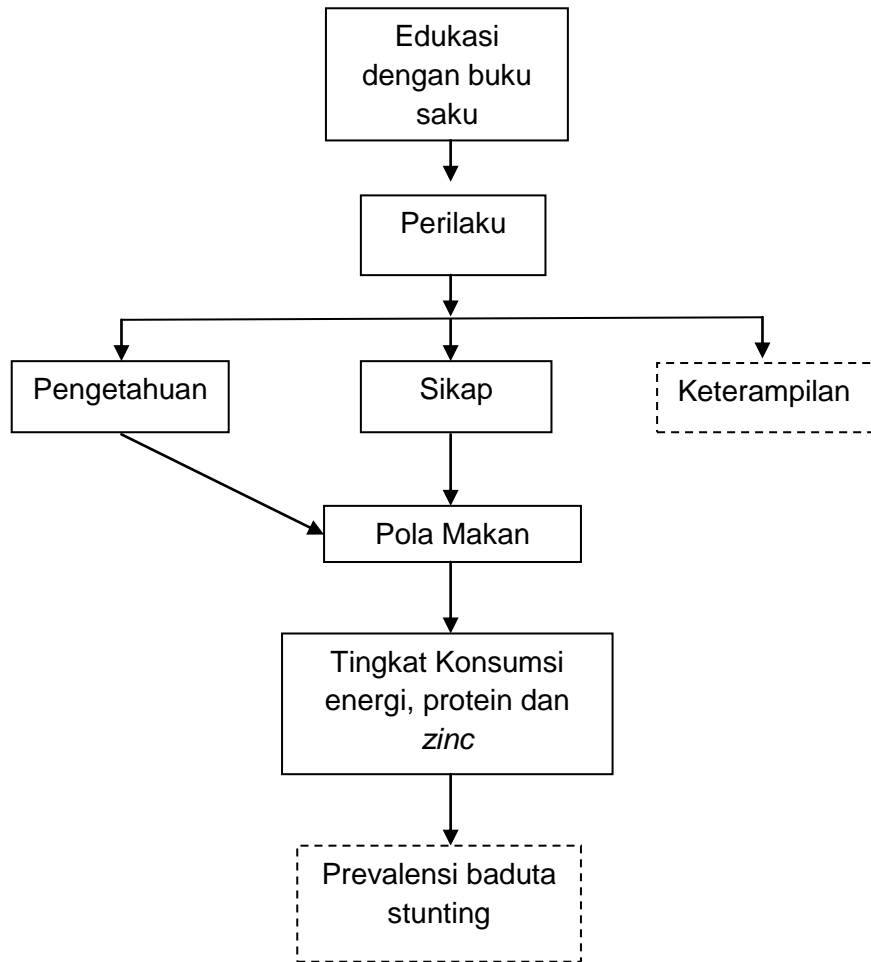 Edukasi
dengan buku
saku
Perilaku
Pengetahuan
Sikap
Keterampilan
Pola Makan
Tingkat Konsumsi
energi, protein dan
zinc
Prevalensi baduta
stunting